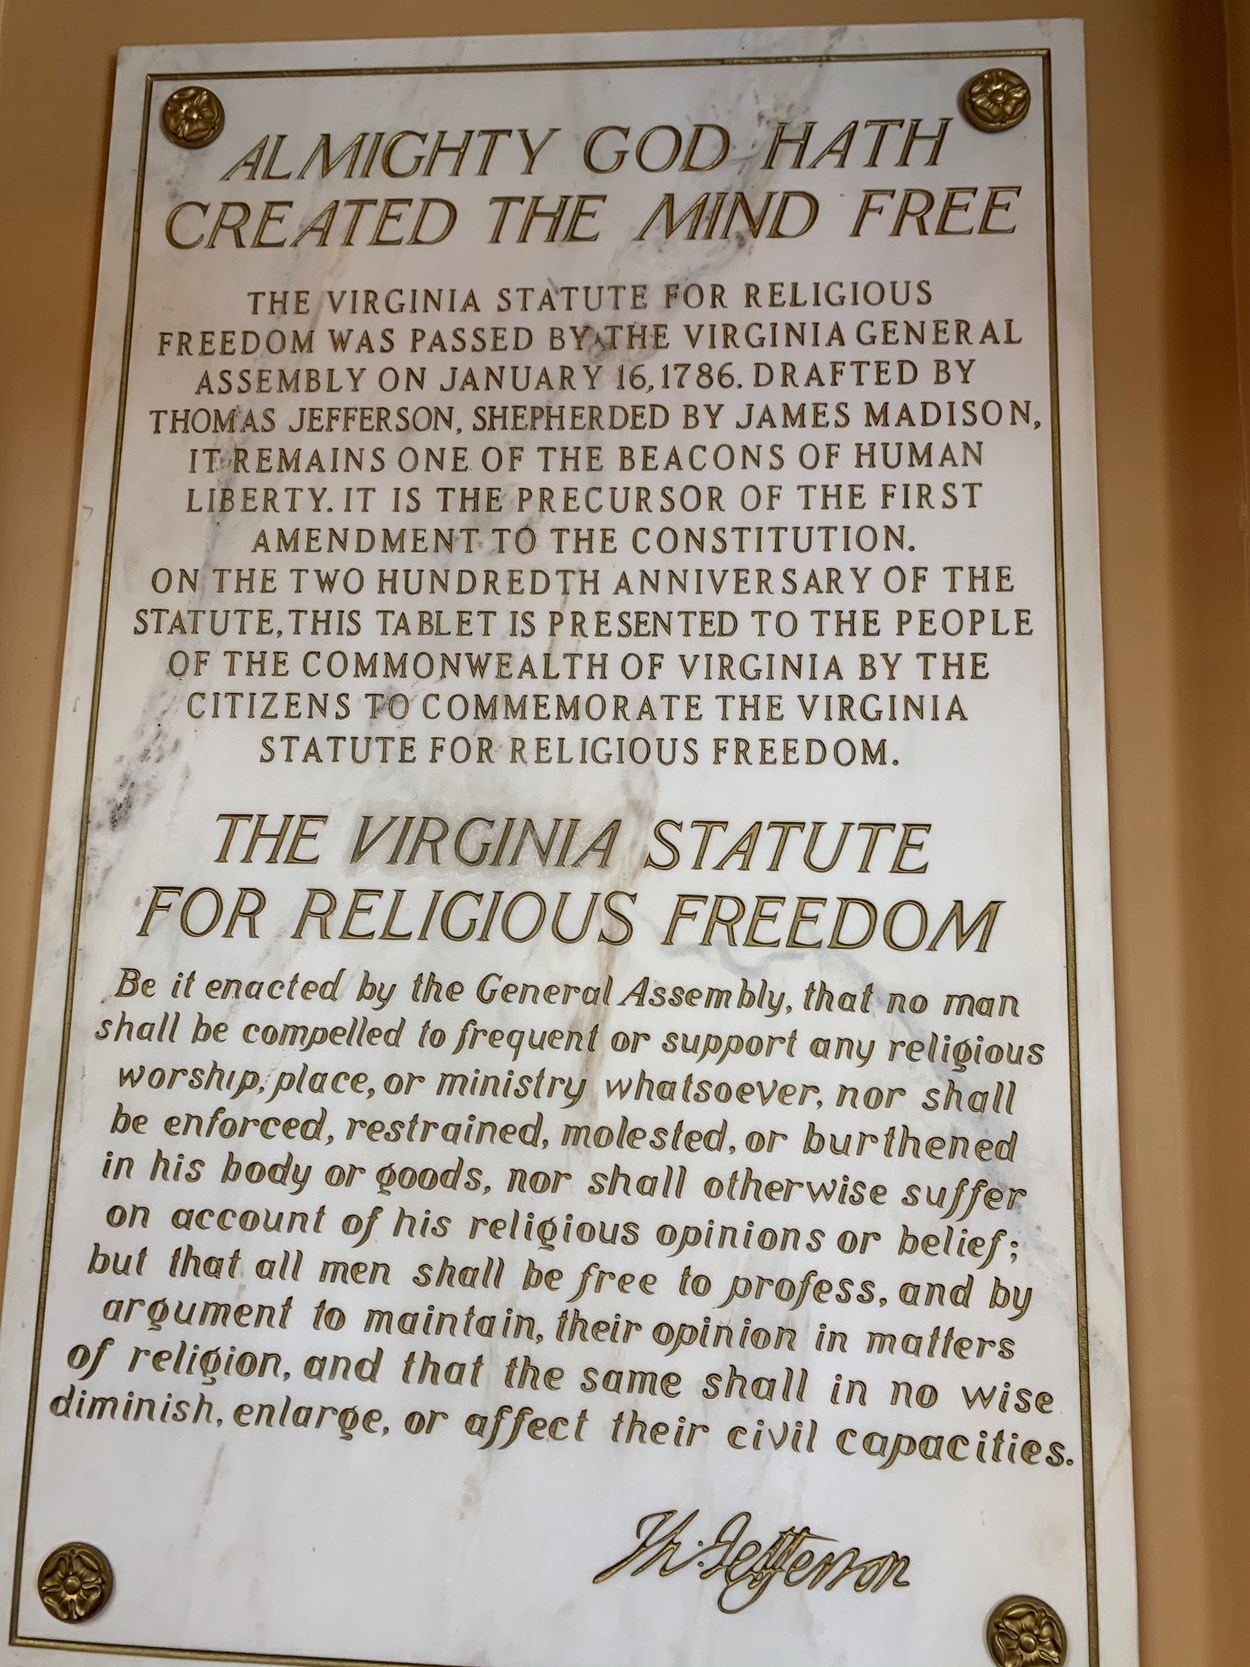 ALMIGHTY GOD HATH
CREATED THE MIND FREE
THE VIRGINIA STATUTE FOR RELIGIOUS
FREEDOM WAS PASSED BY THE VIRGINIA GENERAL
ASSEMBLY ON JANUARY 16, 1786. DRAFTED BY
THOMAS JEFFERSON, SHEPHERDED BY JAMES MADISON,
IT REMAINS ONE OF THE BEACONS OF HUMAN
LIBERTY. IT IS THE PRECURSOR OF THE FIRST
AMENDMENT TO THE CONSTITUTION.
ON THE TWO HUNDREDTH ANNIVERSARY OF THE
STATUTE, THIS TABLET IS PRESENTED TO THE PEOPLE
OF THE COMMONWEALTH OF VIRGINIA BY THE
CITIZENS TO COMMEMORATE THE VIRGINIA
STATUTE FOR RELIGIOUS FREEDOM.
THE VIRGINIA STATUTE
FOR RELIGIOUS FREEDOM
Be it enacted by the General Assembly, that no man
shall be compelled to frequent or support any religious
worship, place, or ministry whatsoever, nor shall
be enforced, restrained, molested, or burthened
in his body or goods, nor shall otherwise suffer
on account of his religious opinions or belief;
but that all men shall be free to profess, and by
argument to maintain, their opinion in matters
of religion, and that the same shall in no wise
diminish, enlarge, or affect their civil capacities.
Th: Jefferson